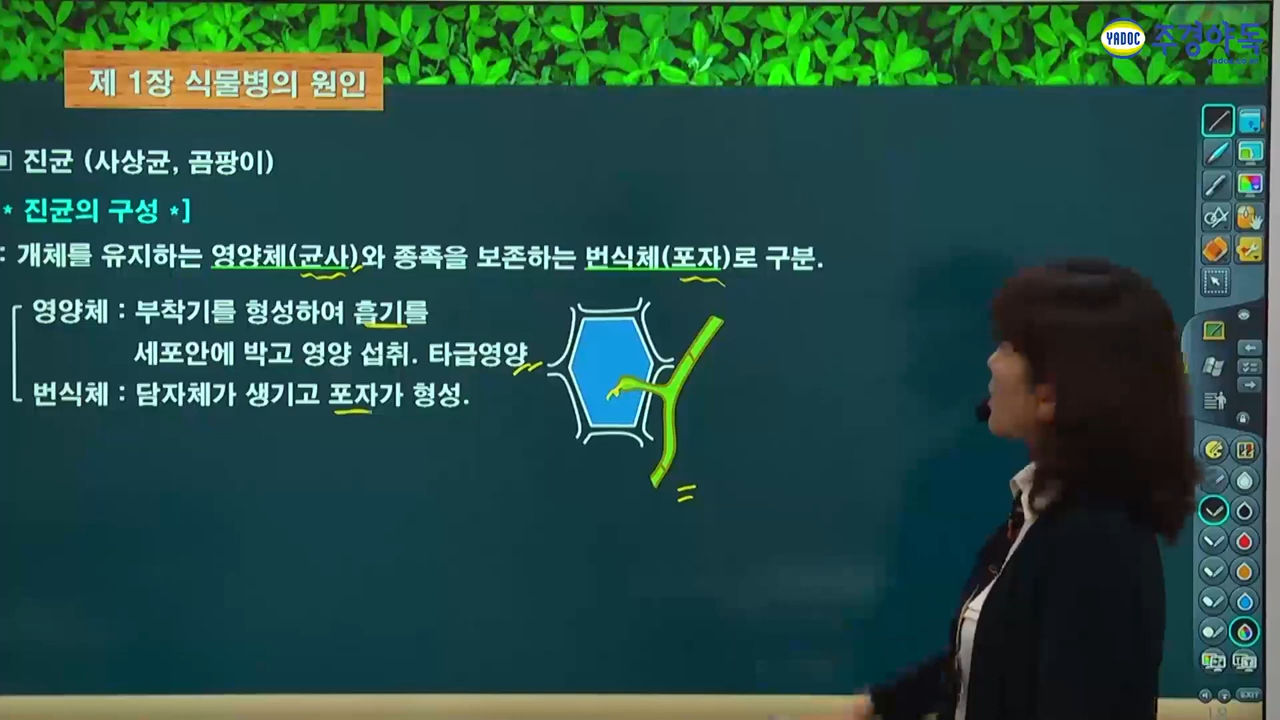 YADOC 주경야독
yadoc.co.kr
제 1장 식물병의 원인
▣ 진균 (사상균, 곰팡이)
* 진균의 구성 *]
: 개체를 유지하는 영양체(균사)와 종족을 보존하는 번식체(포자)로 구분.
영양체 : 부착기를 형성하여 흡기를
세포안에 박고 영양 섭취. 타급영양
번식체 : 담자체가 생기고 포자가 형성.
EXIT